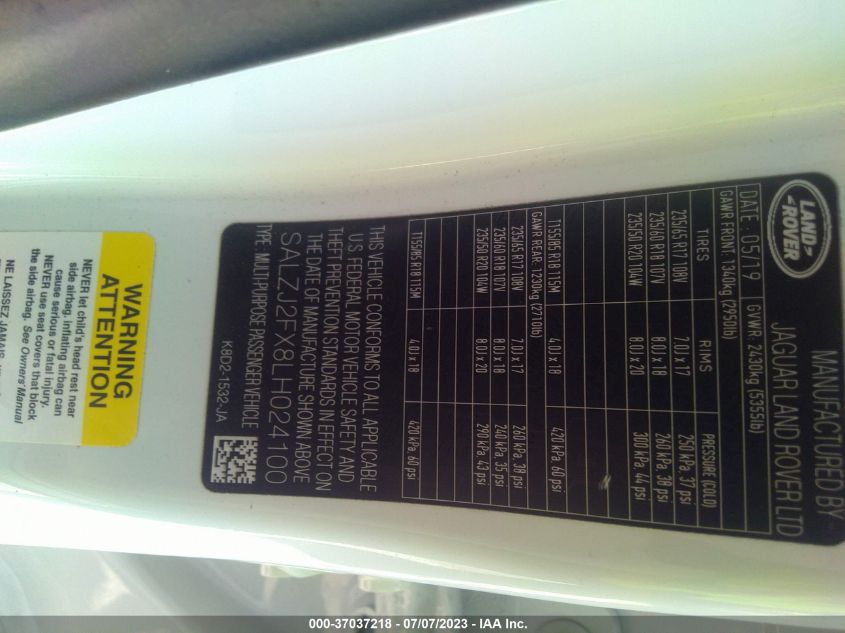 LAND
ROVER
MANUFACTURED BY
JAGUAR LAND ROVER LTD
DATE: 05/19 GVWR: 2430kg (5355lb)
GAWR FRONT: 1340kg (2950lb)
TIRES RIMS PRESSURE (COLD)
235/65 R17 108V 7.0J x 17 250 kPa, 37 psi
235/60 R18 107V 8.0J x 18 260 kPa, 38 psi
235/50 R20 104W 8.0J x 20 300 kPa, 44 psi
T155/85 R18 115M 4.0J x 18 420 kPa, 60 psi
GAWR REAR: 1230kg (2710lb)
235/65 R17 108V 7.0J x 17 260 kPa, 38 psi
235/60 R18 107V 8.0J x 18 240 kPa, 35 psi
235/50 R20 104W 8.0J x 20 290 kPa, 43 psi
T155/85 R18 115M 4.0J x 18 420 kPa, 60 psi
THIS VEHICLE CONFORMS TO ALL APPLICABLE
U.S. FEDERAL MOTOR VEHICLE SAFETY AND
THEFT PREVENTION STANDARDS IN EFFECT ON
THE DATE OF MANUFACTURE SHOWN ABOVE
SALZJ2FX8LH024100
TYPE: MULTI-PURPOSE PASSENGER VEHICLE
K8D2-1532-JA
WARNING
ATTENTION
NEVER let child's head rest near
side airbag, inflating airbag can
cause serious or fatal injury.
NEVER use seat covers that block
the side airbag. See Owners' Manual
NE LAISSEZ JAMAIS
000-37037218 - 07/07/2023 - IAA Inc.